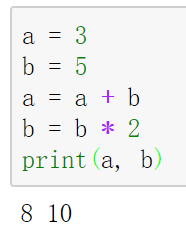 a = 3
b = 5
a = a + b
b = b * 2
print(a, b)
8 10